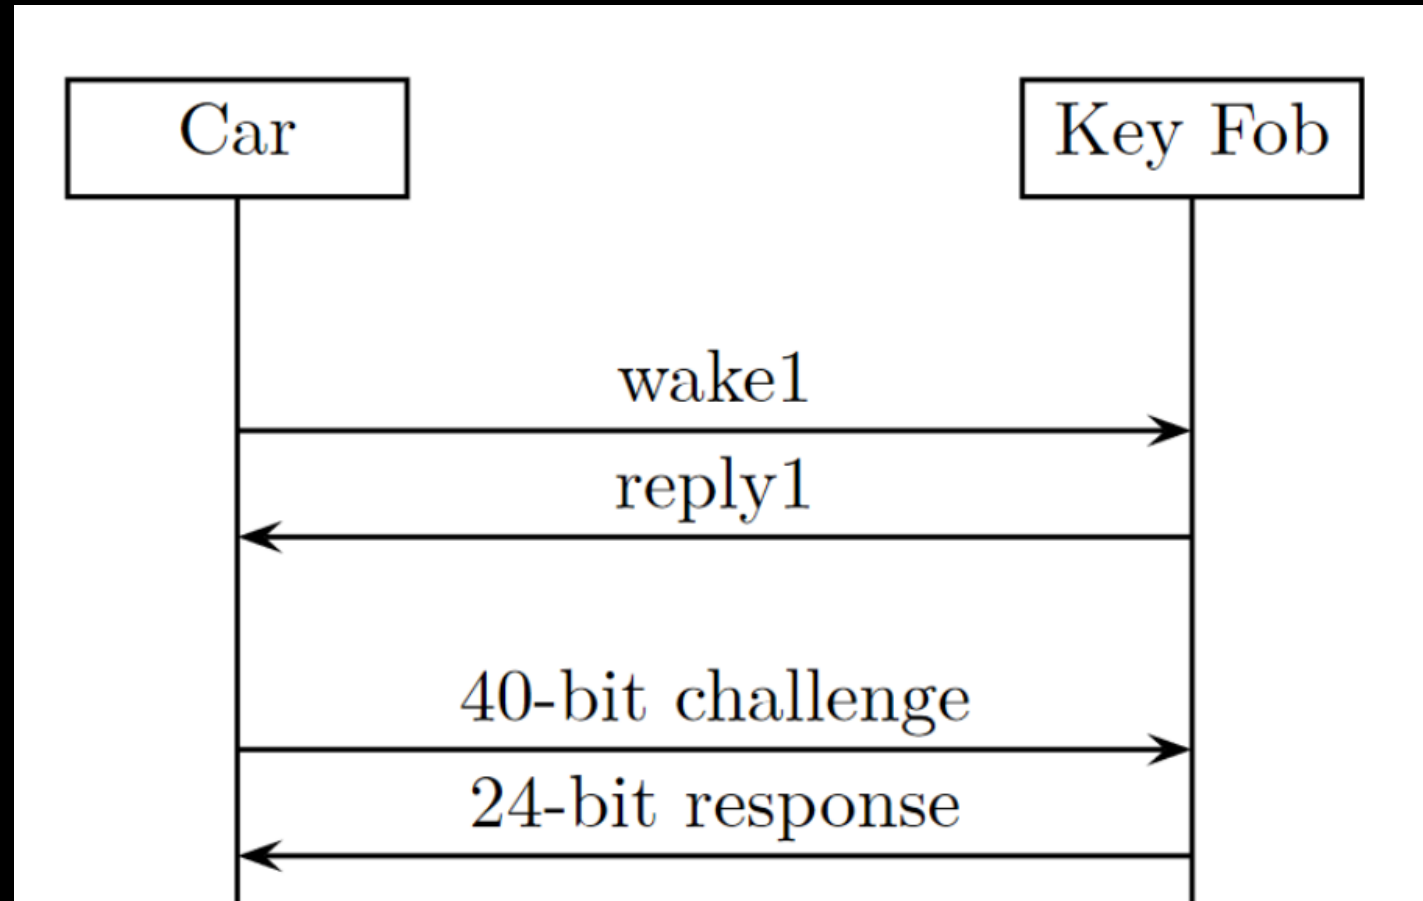 Car
Key Fob
wake1
reply1
40-bit challenge
24-bit response